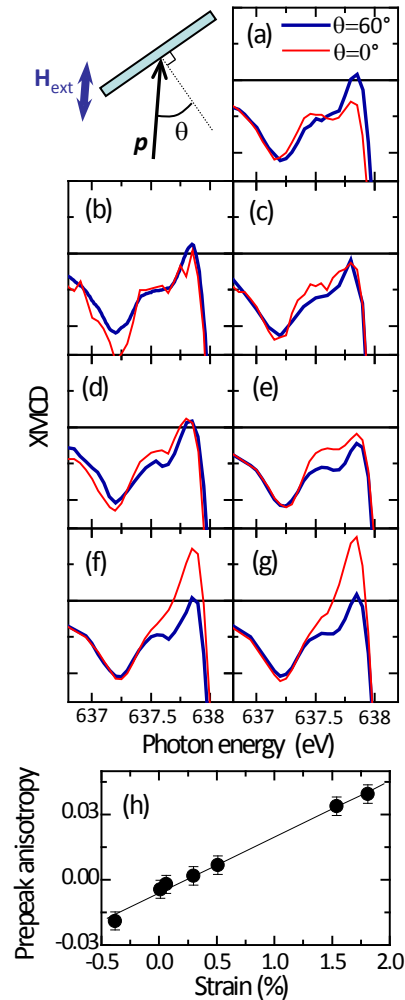 (a)
θ=60°
θ=0°
H_ext
p
θ
(b)
(c)
(d)
(e)
XMCD
(f)
(g)
637 637.5 638 637 637.5 638
Photon energy (eV)
(h)
Prepeak anisotropy
0.03
0.00
-0.03
-0.5 0.0 0.5 1.0 1.5 2.0
Strain (%)